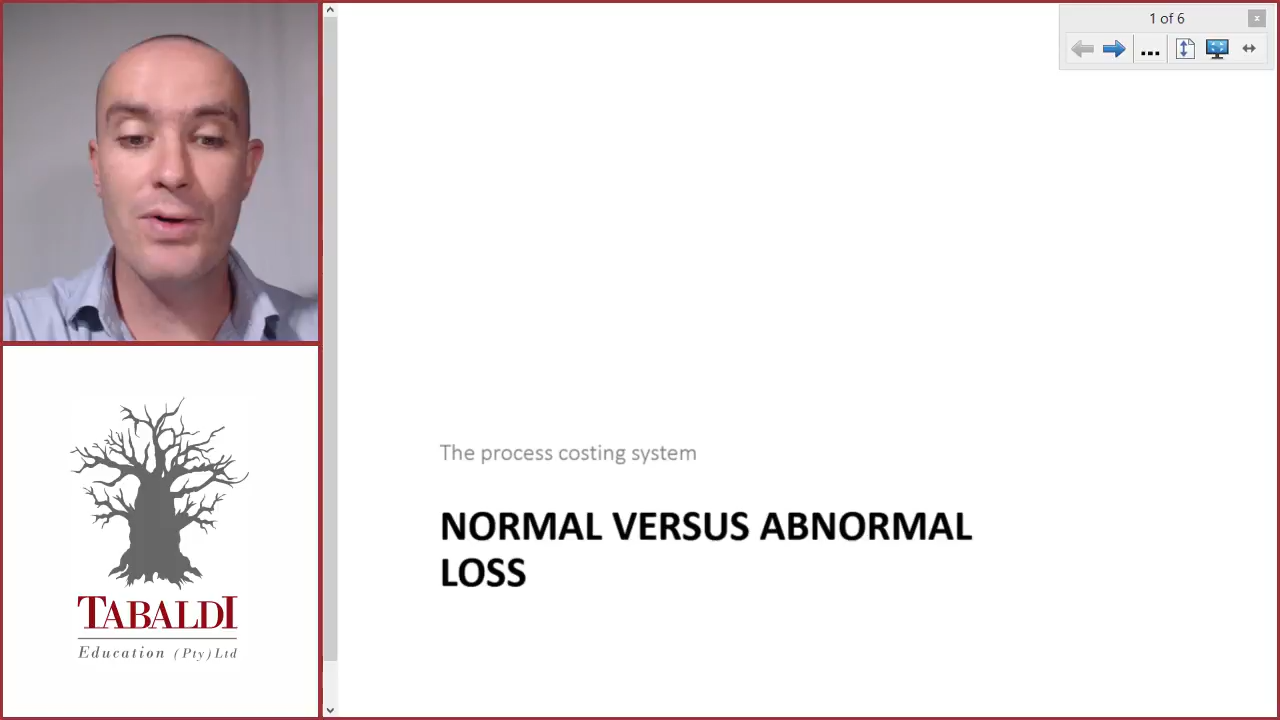 1 of 6
The process costing system
NORMAL VERSUS ABNORMAL
LOSS
TABALDI
Education (Pty) Ltd